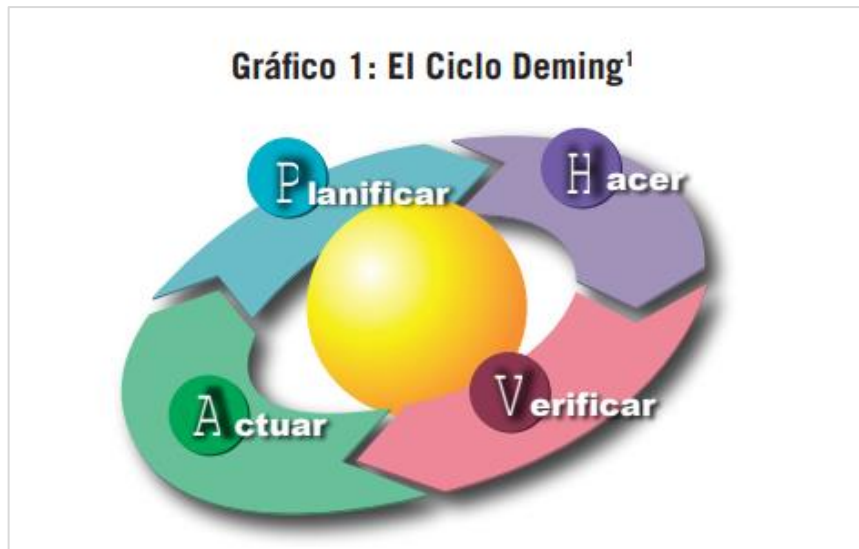 Gráfico 1: El Ciclo Deming¹
Planificar
Hacer
Verificar
Actuar